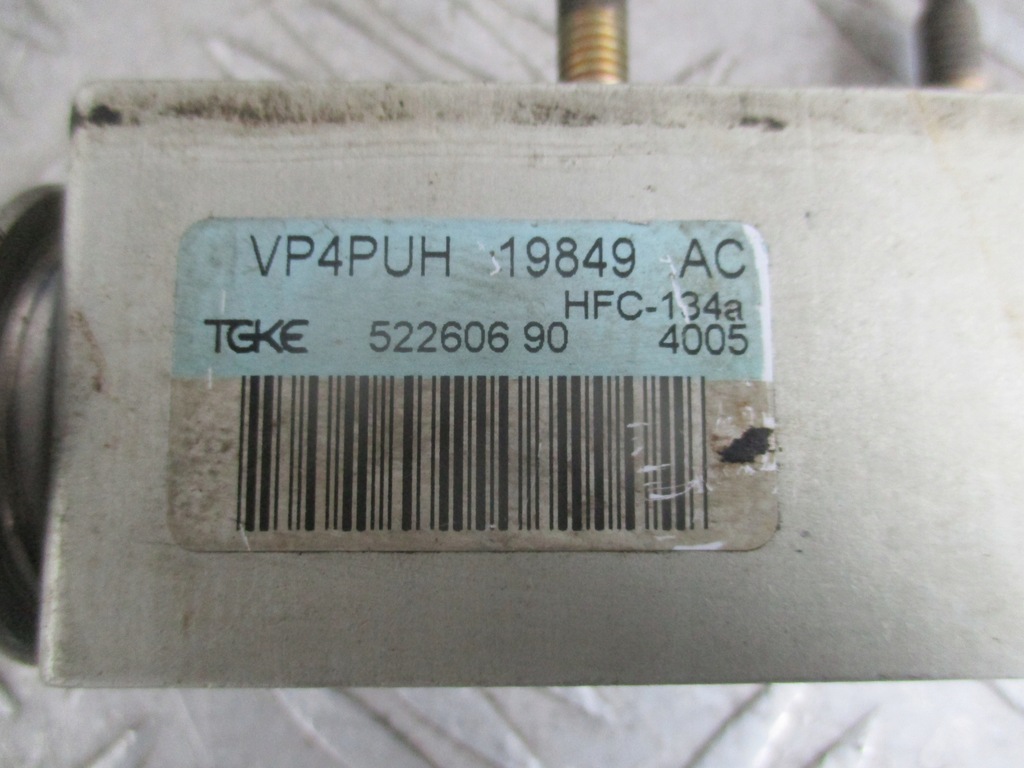 VP4PUH 19849 AC
HFC-134a
TGKE 522606 90 4005